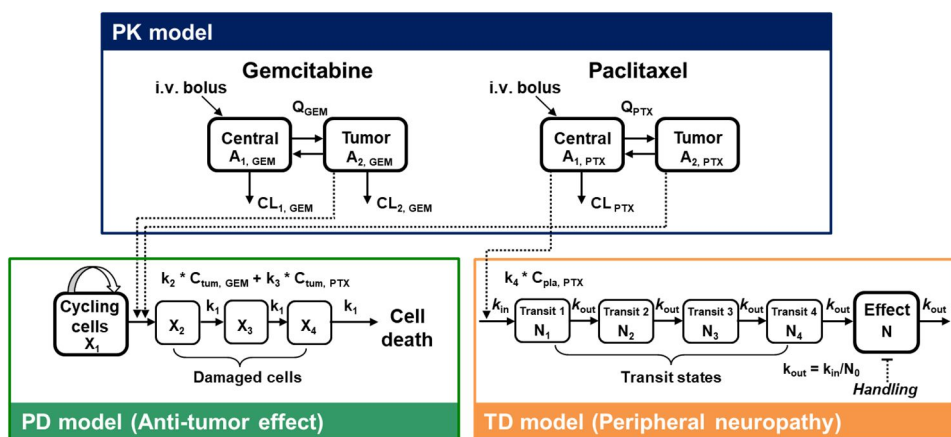 PK model
Gemcitabine
i.v. bolus
Q GEM
Central
A1, GEM
Tumor
A2, GEM
CL1, GEM
CL2, GEM
Paclitaxel
i.v. bolus
Q PTX
Central
A1, PTX
Tumor
A2, PTX
CL PTX
k2 * Ctum, GEM + k3 * Ctum, PTX
Cycling
cells
X1
X2
k1
X3
k1
X4
k1
Cell
death
Damaged cells
PD model (Anti-tumor effect)
k4 * Cpla, PTX
kin
Transit 1
N1
kout
Transit 2
N2
kout
Transit 3
N3
kout
Transit 4
N4
kout
Effect
N
kout
Transit states
kout = kin/N0
Handling
TD model (Peripheral neuropathy)